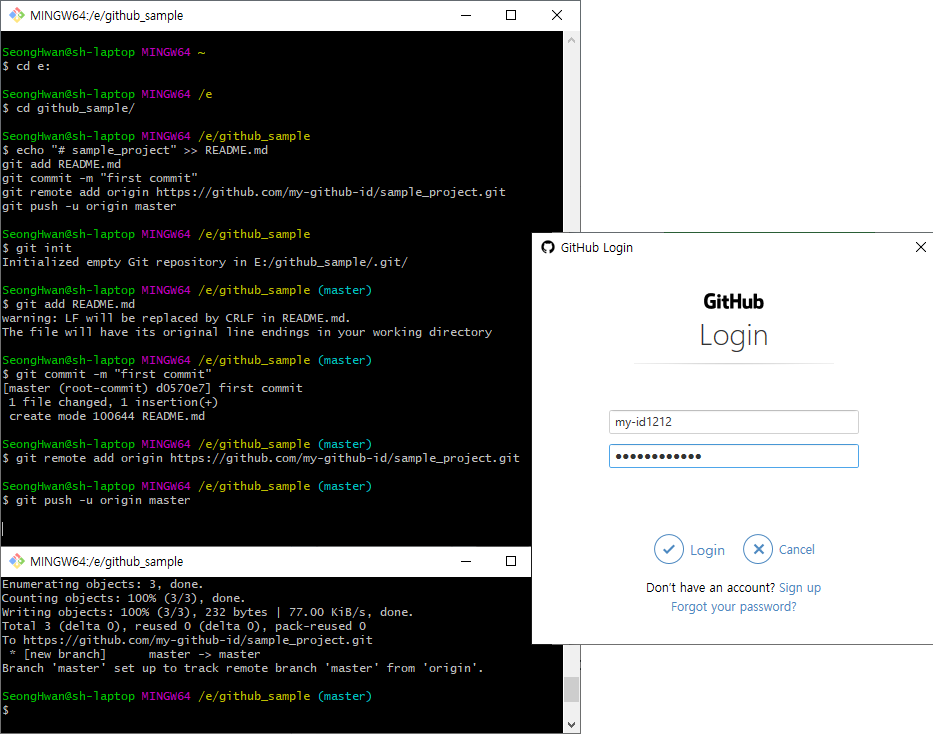 MINGW64:/e/github_sample
SeongHwan@sh-laptop MINGW64 ~
$ cd e:
SeongHwan@sh-laptop MINGW64 /e
$ cd github_sample/
SeongHwan@sh-laptop MINGW64 /e/github_sample
$ echo "# sample_project" >> README.md
git add README.md
git commit -m "first commit"
git remote add origin https://github.com/my-github-id/sample_project.git
git push -u origin master
SeongHwan@sh-laptop MINGW64 /e/github_sample
$ git init
Initialized empty Git repository in E:/github_sample/.git/
SeongHwan@sh-laptop MINGW64 /e/github_sample (master)
$ git add README.md
warning: LF will be replaced by CRLF in README.md.
The file will have its original line endings in your working directory
SeongHwan@sh-laptop MINGW64 /e/github_sample (master)
$ git commit -m "first commit"
[master (root-commit) d0570e7] first commit
1 file changed, 1 insertion(+)
create mode 100644 README.md
SeongHwan@sh-laptop MINGW64 /e/github_sample (master)
$ git remote add origin https://github.com/my-github-id/sample_project.git
SeongHwan@sh-laptop MINGW64 /e/github_sample (master)
$ git push -u origin master
MINGW64:/e/github_sample
Enumerating objects: 3, done.
Counting objects: 100% (3/3), done.
Writing objects: 100% (3/3), 232 bytes | 77.00 KiB/s, done.
Total 3 (delta 0), reused 0 (delta 0), pack-reused 0
To https://github.com/my-github-id/sample_project.git
* [new branch]      master -> master
Branch 'master' set up to track remote branch 'master' from 'origin'.
SeongHwan@sh-laptop MINGW64 /e/github_sample (master)
$
GitHub Login
GitHub
Login
my-id1212
●●●●●●●●●●●●
Login
Cancel
Don't have an account? Sign up
Forgot your password?